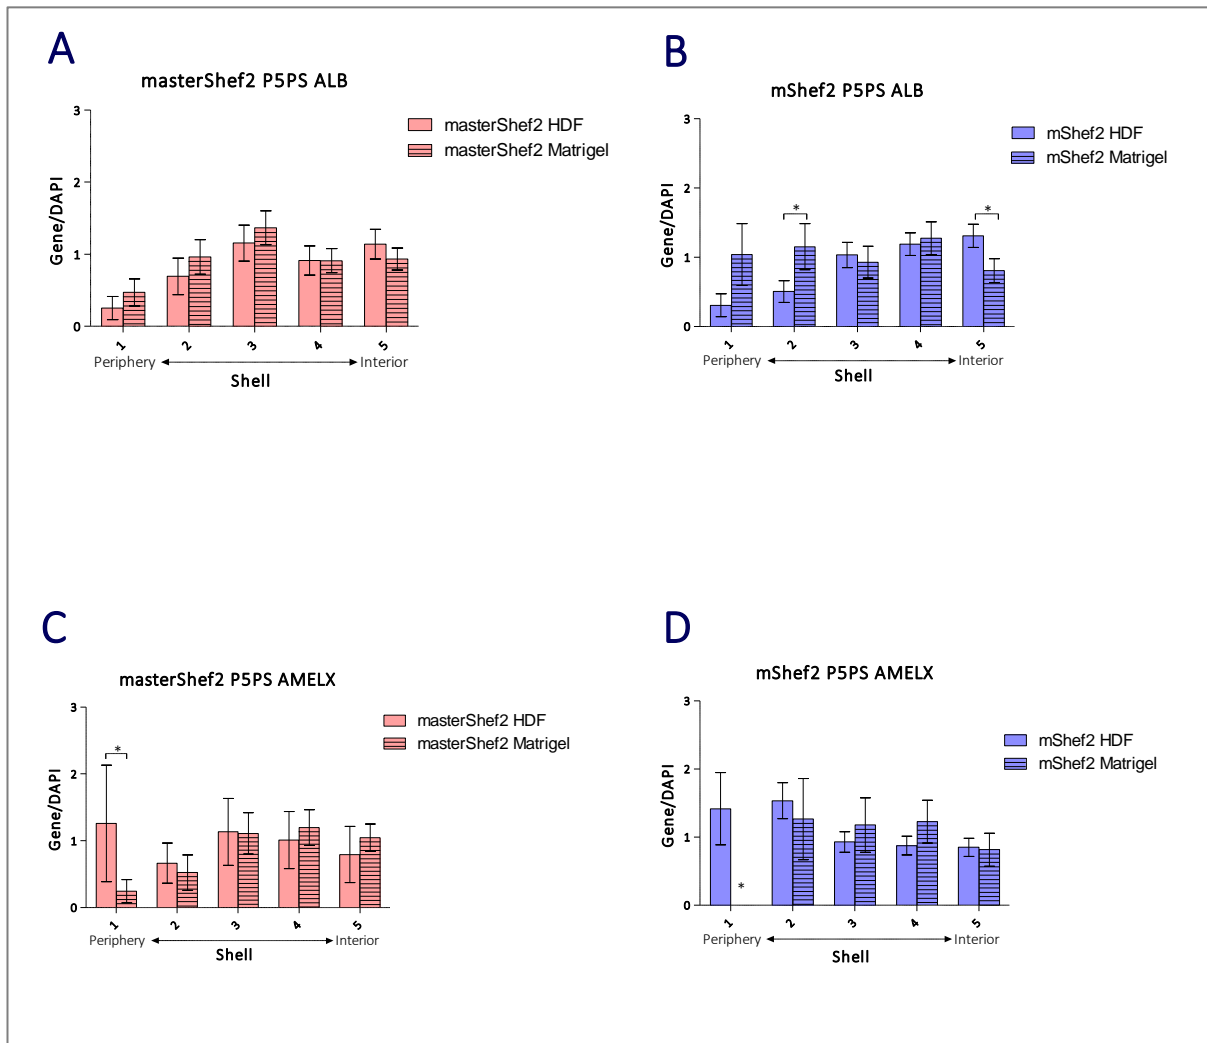 A
masterShef2 P5PS ALB
3
2
1
0
Gene/DAPI
masterShef2 HDF
masterShef2 Matrigel
1
2
3
4
5
Periphery
Interior
Shell
B
mShef2 P5PS ALB
3
2
1
0
Gene/DAPI
mShef2 HDF
mShef2 Matrigel
*
*
1
2
3
4
5
Periphery
Interior
Shell
C
masterShef2 P5PS AMELX
3
2
1
0
Gene/DAPI
masterShef2 HDF
masterShef2 Matrigel
*
1
2
3
4
5
Periphery
Interior
Shell
D
mShef2 P5PS AMELX
3
2
1
0
Gene/DAPI
mShef2 HDF
mShef2 Matrigel
*
1
2
3
4
5
Periphery
Interior
Shell